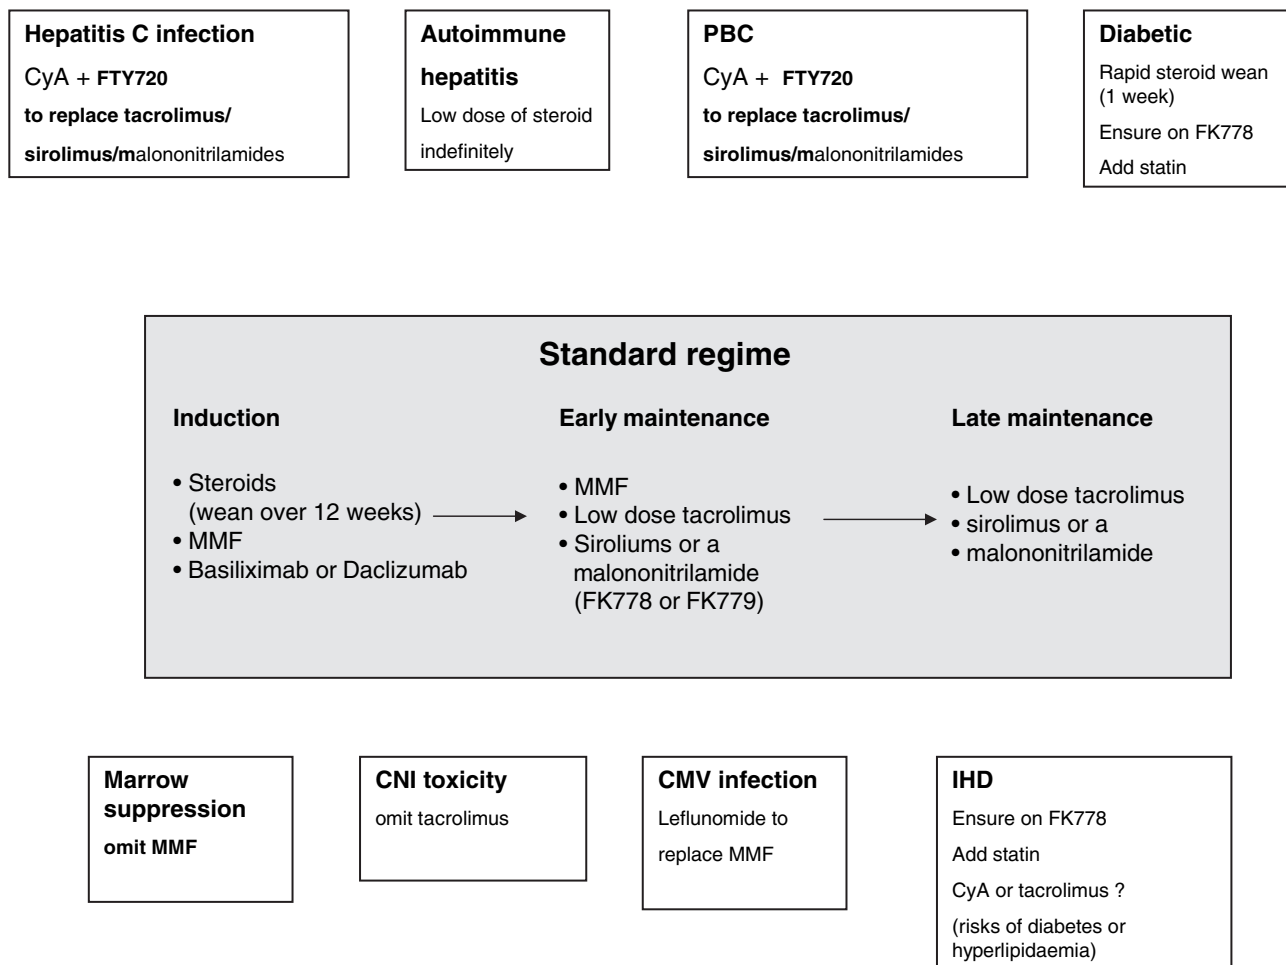 Hepatitis C infection
CyA + FTY720
to replace tacrolimus/
sirolimus/malononitrilamides
Autoimmune
hepatitis
Low dose of steroid
indefinitely
PBC
CyA + FTY720
to replace tacrolimus/
sirolimus/malononitrilamides
Diabetic
Rapid steroid wean
(1 week)
Ensure on FK778
Add statin
Standard regime
Induction
• Steroids
(wean over 12 weeks)
• MMF
• Basiliximab or Daclizumab
Early maintenance
• MMF
• Low dose tacrolimus
• Siroliums or a
malononitrilamide
(FK778 or FK779)
Late maintenance
• Low dose tacrolimus
• sirolimus or a
• malononitrilamide
Marrow
suppression
omit MMF
CNI toxicity
omit tacrolimus
CMV infection
Leflunomide to
replace MMF
IHD
Ensure on FK778
Add statin
CyA or tacrolimus ?
(risks of diabetes or
hyperlipidaemia)